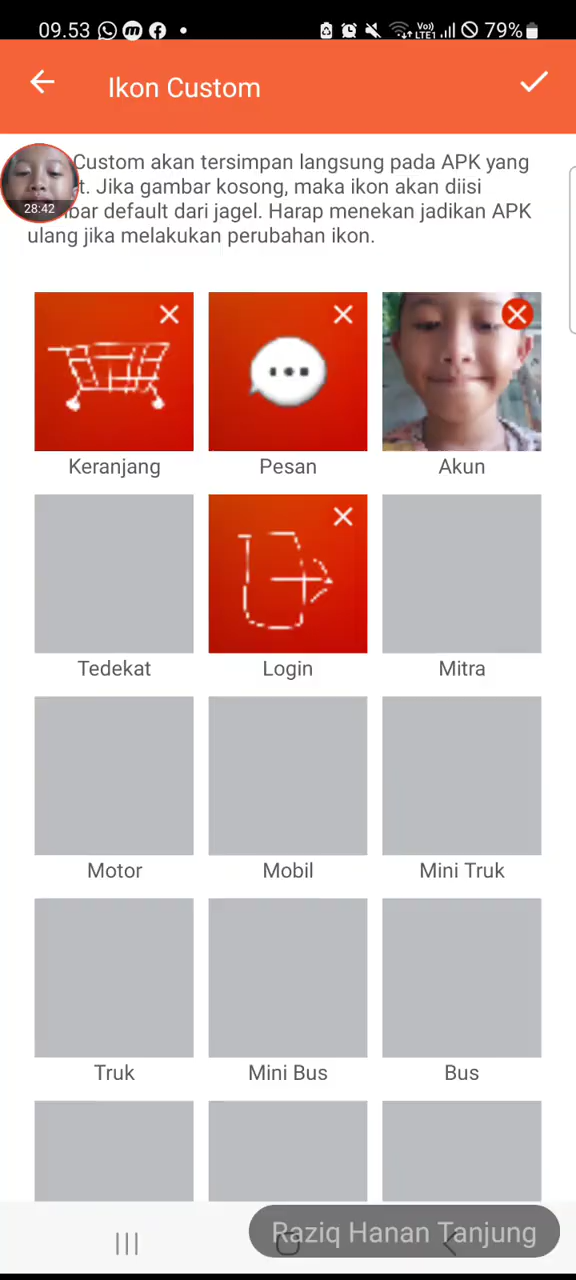 09.53
Vo))
LTE1
79%
Ikon Custom
Custom akan tersimpan langsung pada APK yang
t. Jika gambar kosong, maka ikon akan diisi
bar default dari jagel. Harap menekan jadikan APK
ulang jika melakukan perubahan ikon.
28:42
Keranjang
Pesan
Akun
Tedekat
Login
Mitra
Motor
Mobil
Mini Truk
Truk
Mini Bus
Bus
Raziq Hanan Tanjung